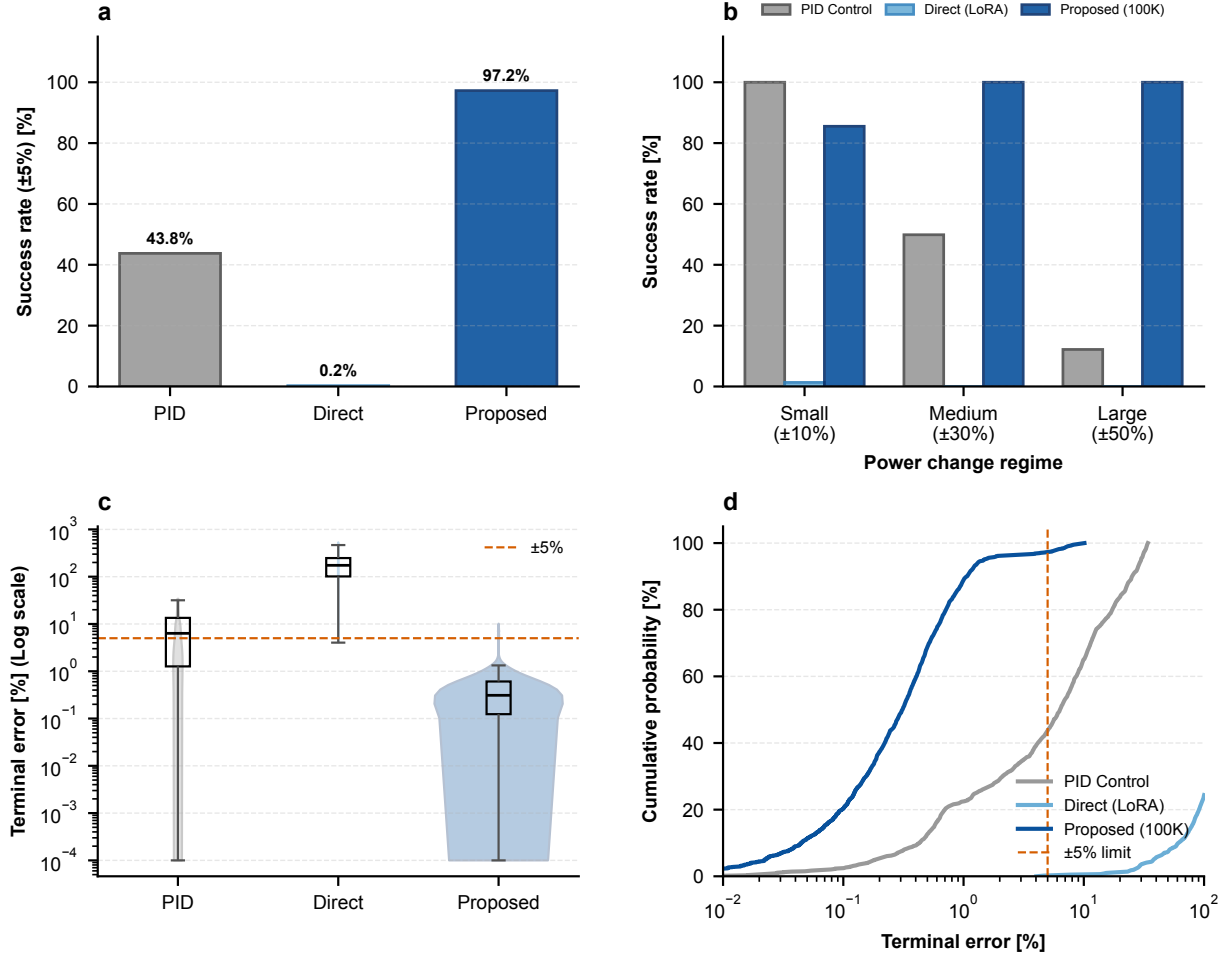 a
Success rate (±5%) [%]
100
80
60
40
20
0
43.8%
0.2%
97.2%
PID
Direct
Proposed
b
PID Control
Direct (LoRA)
Proposed (100K)
Success rate [%]
100
80
60
40
20
0
Small
(±10%)
Medium
(±30%)
Large
(±50%)
Power change regime
c
Terminal error [%] (Log scale)
10³
10²
10¹
10⁰
10⁻¹
10⁻²
10⁻³
10⁻⁴
±5%
PID
Direct
Proposed
d
Cumulative probability [%]
100
80
60
40
20
0
PID Control
Direct (LoRA)
Proposed (100K)
±5% limit
10⁻²
10⁻¹
10⁰
10¹
10²
Terminal error [%]